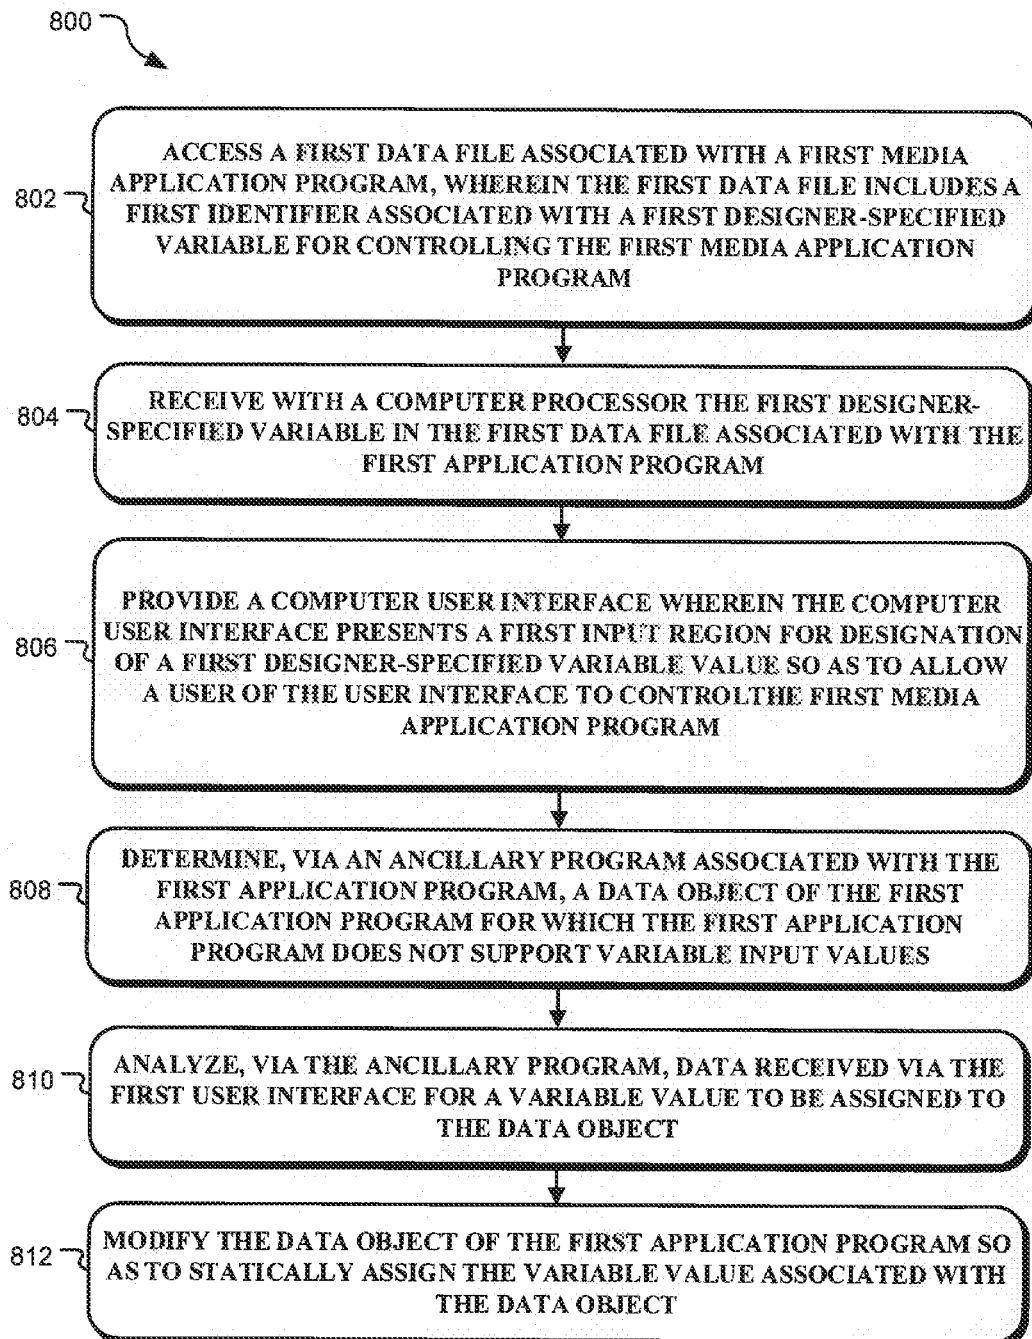 800
802
ACCESS A FIRST DATA FILE ASSOCIATED WITH A FIRST MEDIA
APPLICATION PROGRAM, WHEREIN THE FIRST DATA FILE INCLUDES A
FIRST IDENTIFIER ASSOCIATED WITH A FIRST DESIGNER-SPECIFIED
VARIABLE FOR CONTROLLING THE FIRST MEDIA APPLICATION
PROGRAM
804
RECEIVE WITH A COMPUTER PROCESSOR THE FIRST DESIGNER-
SPECIFIED VARIABLE IN THE FIRST DATA FILE ASSOCIATED WITH THE
FIRST APPLICATION PROGRAM
806
PROVIDE A COMPUTER USER INTERFACE WHEREIN THE COMPUTER
USER INTERFACE PRESENTS A FIRST INPUT REGION FOR DESIGNATION
OF A FIRST DESIGNER-SPECIFIED VARIABLE VALUE SO AS TO ALLOW
A USER OF THE USER INTERFACE TO CONTROLTHE FIRST MEDIA
APPLICATION PROGRAM
808
DETERMINE, VIA AN ANCILLARY PROGRAM ASSOCIATED WITH THE
FIRST APPLICATION PROGRAM, A DATA OBJECT OF THE FIRST
APPLICATION PROGRAM FOR WHICH THE FIRST APPLICATION
PROGRAM DOES NOT SUPPORT VARIABLE INPUT VALUES
810
ANALYZE, VIA THE ANCILLARY PROGRAM, DATA RECEIVED VIA THE
FIRST USER INTERFACE FOR A VARIABLE VALUE TO BE ASSIGNED TO
THE DATA OBJECT
812
MODIFY THE DATA OBJECT OF THE FIRST APPLICATION PROGRAM SO
AS TO STATICALLY ASSIGN THE VARIABLE VALUE ASSOCIATED WITH
THE DATA OBJECT